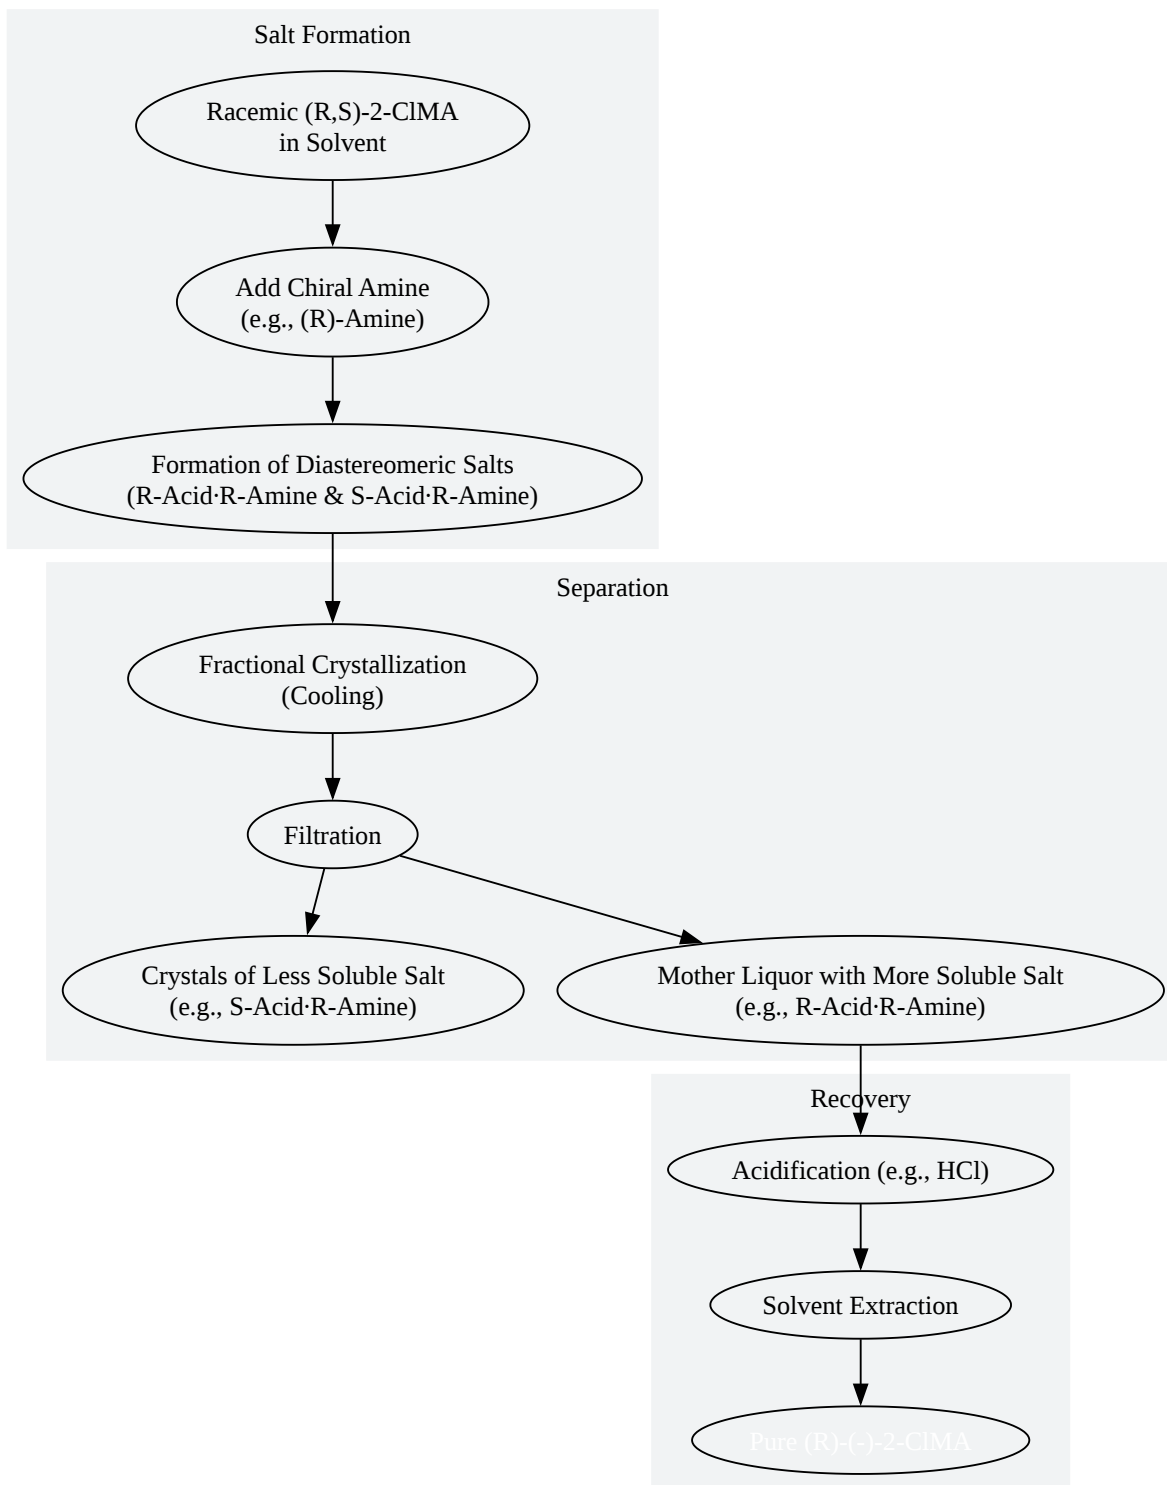 Salt Formation
Racemic (R,S)-2-ClMA
in Solvent
Add Chiral Amine
(e.g., (R)-Amine)
Formation of Diastereomeric Salts
(R-Acid·R-Amine & S-Acid·R-Amine)
Separation
Fractional Crystallization
(Cooling)
Filtration
Crystals of Less Soluble Salt
(e.g., S-Acid·R-Amine)
Mother Liquor with More Soluble Salt
(e.g., R-Acid·R-Amine)
Recovery
Acidification (e.g., HCl)
Solvent Extraction
Pure (R)-(-)-2-ClMA